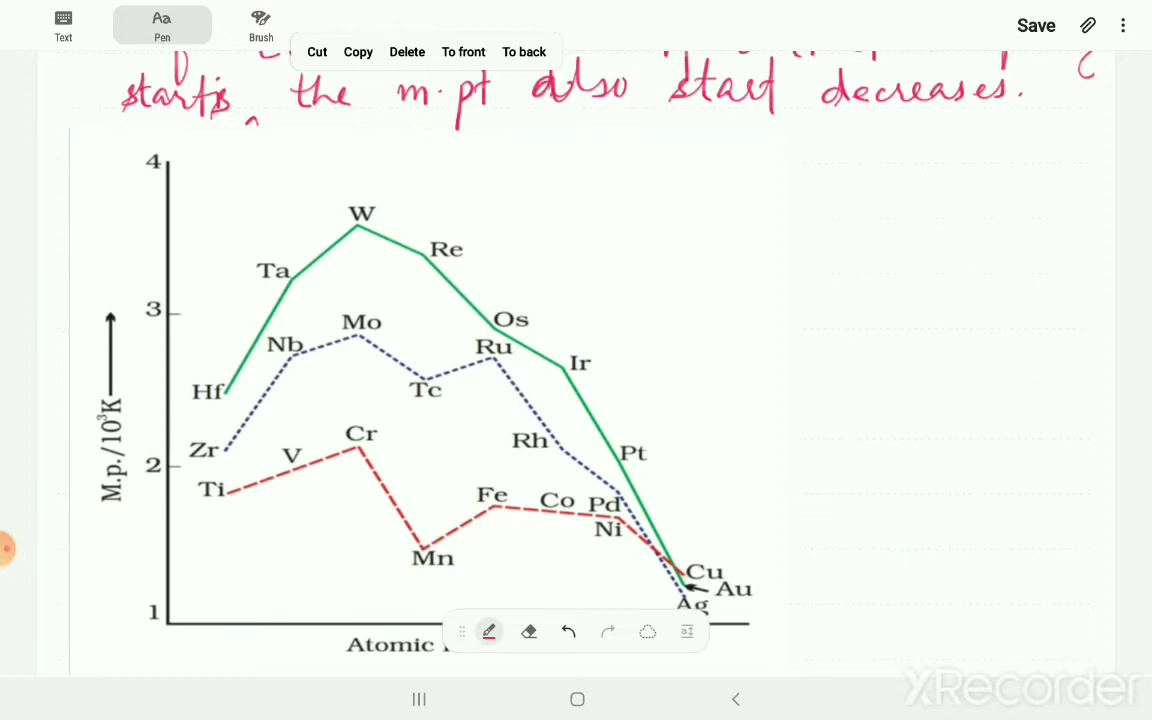 Text
Pen
Brush
Save
Cut Copy Delete To front To back
starts the m.pt also start decreases.
4
W
Re
Ta
3
Mo
Os
Nb
Ru
Ir
Hf
Tc
Cr
Rh
Zr
V
Pt
2
Ti
Fe
Co
Pd
Ni
Mn
Cu
Au
Ag
1
M.p./10³K
Atomic
XRecorder